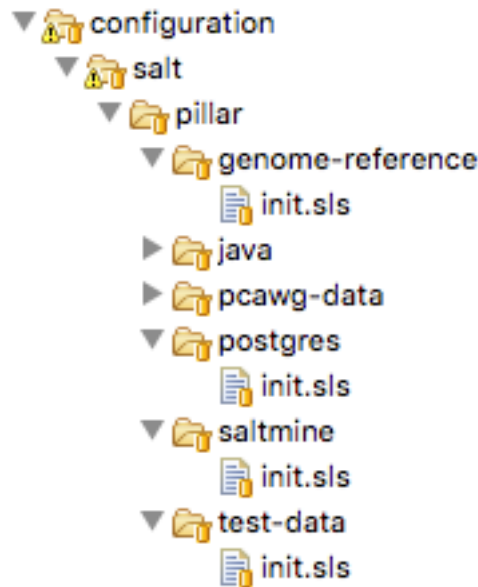 configuration
salt
pillar
genome-reference
init.sls
java
pcawg-data
postgres
init.sls
saltmine
init.sls
test-data
init.sls